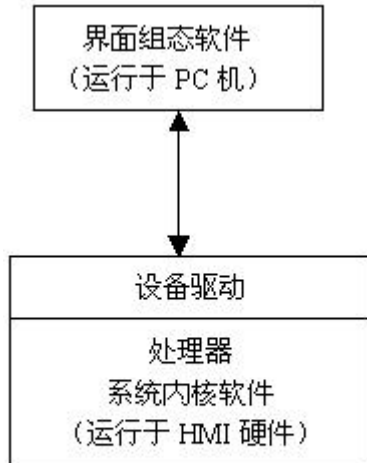 界面组态软件
（运行于 PC 机）
设备驱动
处理器
系统内核软件
（运行于 HMI 硬件）